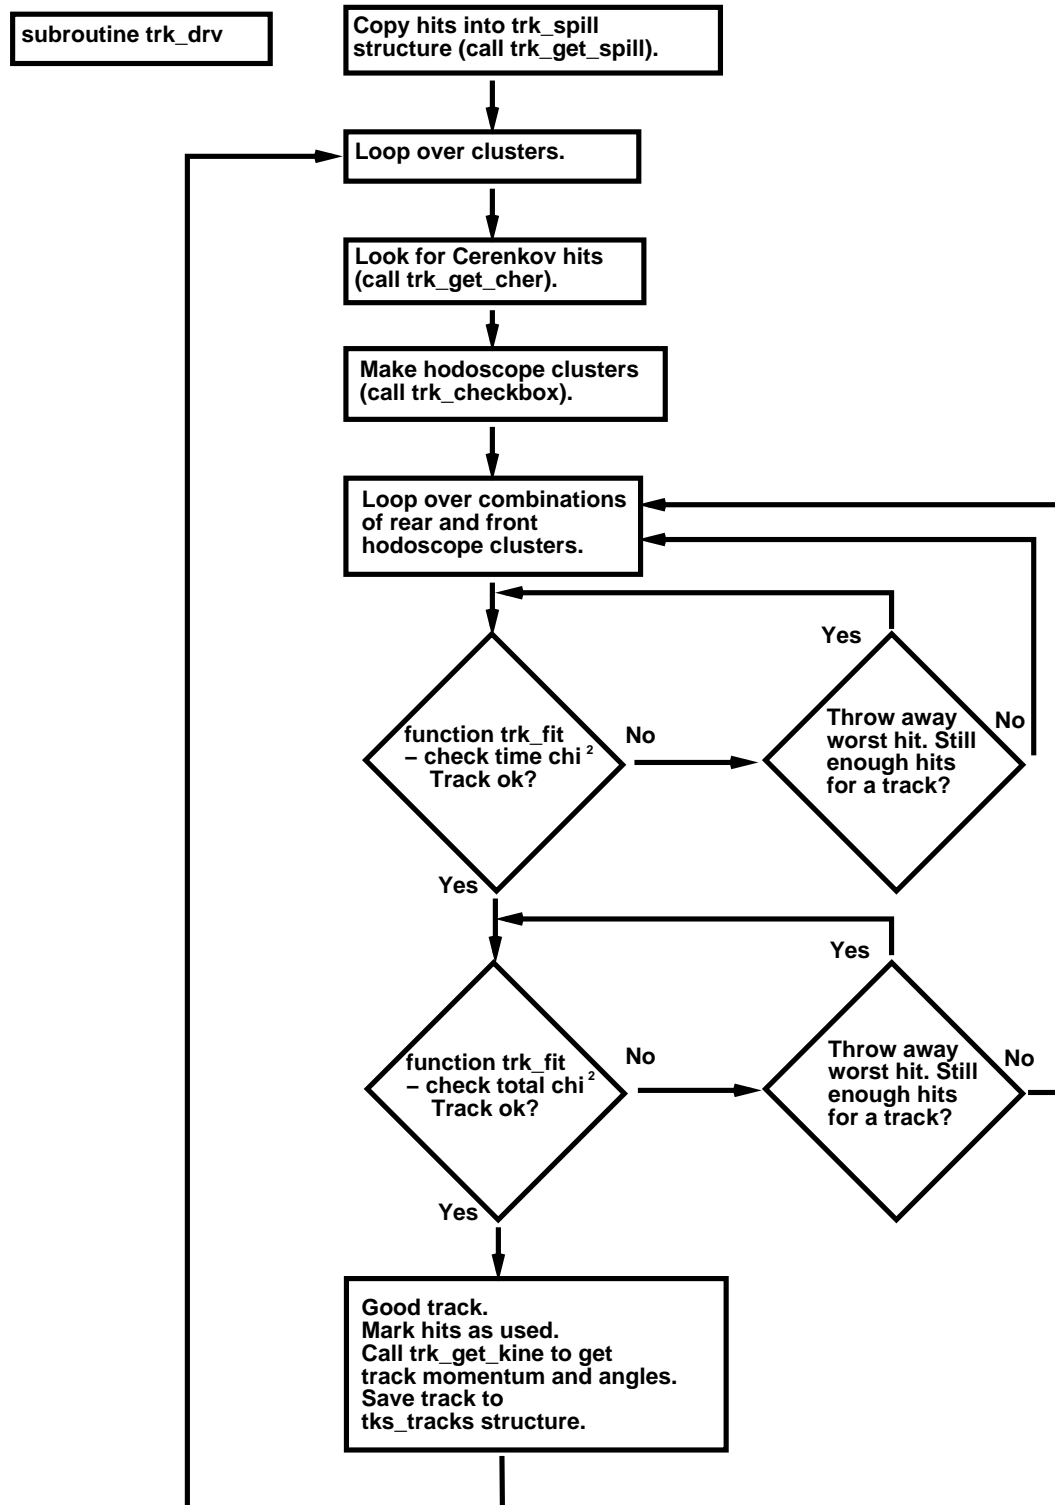 subroutine trk_drv
Copy hits into trk_spill
structure (call trk_get_spill).
Loop over clusters.
Look for Cerenkov hits
(call trk_get_cher).
Make hodoscope clusters
(call trk_checkbox).
Loop over combinations
of rear and front
hodoscope clusters.
function trk_fit
– check time chi ²
Track ok?
No
Throw away
worst hit. Still
enough hits
for a track?
Yes
No
Yes
function trk_fit
– check total chi ²
Track ok?
No
Throw away
worst hit. Still
enough hits
for a track?
Yes
No
Yes
Good track.
Mark hits as used.
Call trk_get_kine to get
track momentum and angles.
Save track to
tks_tracks structure.